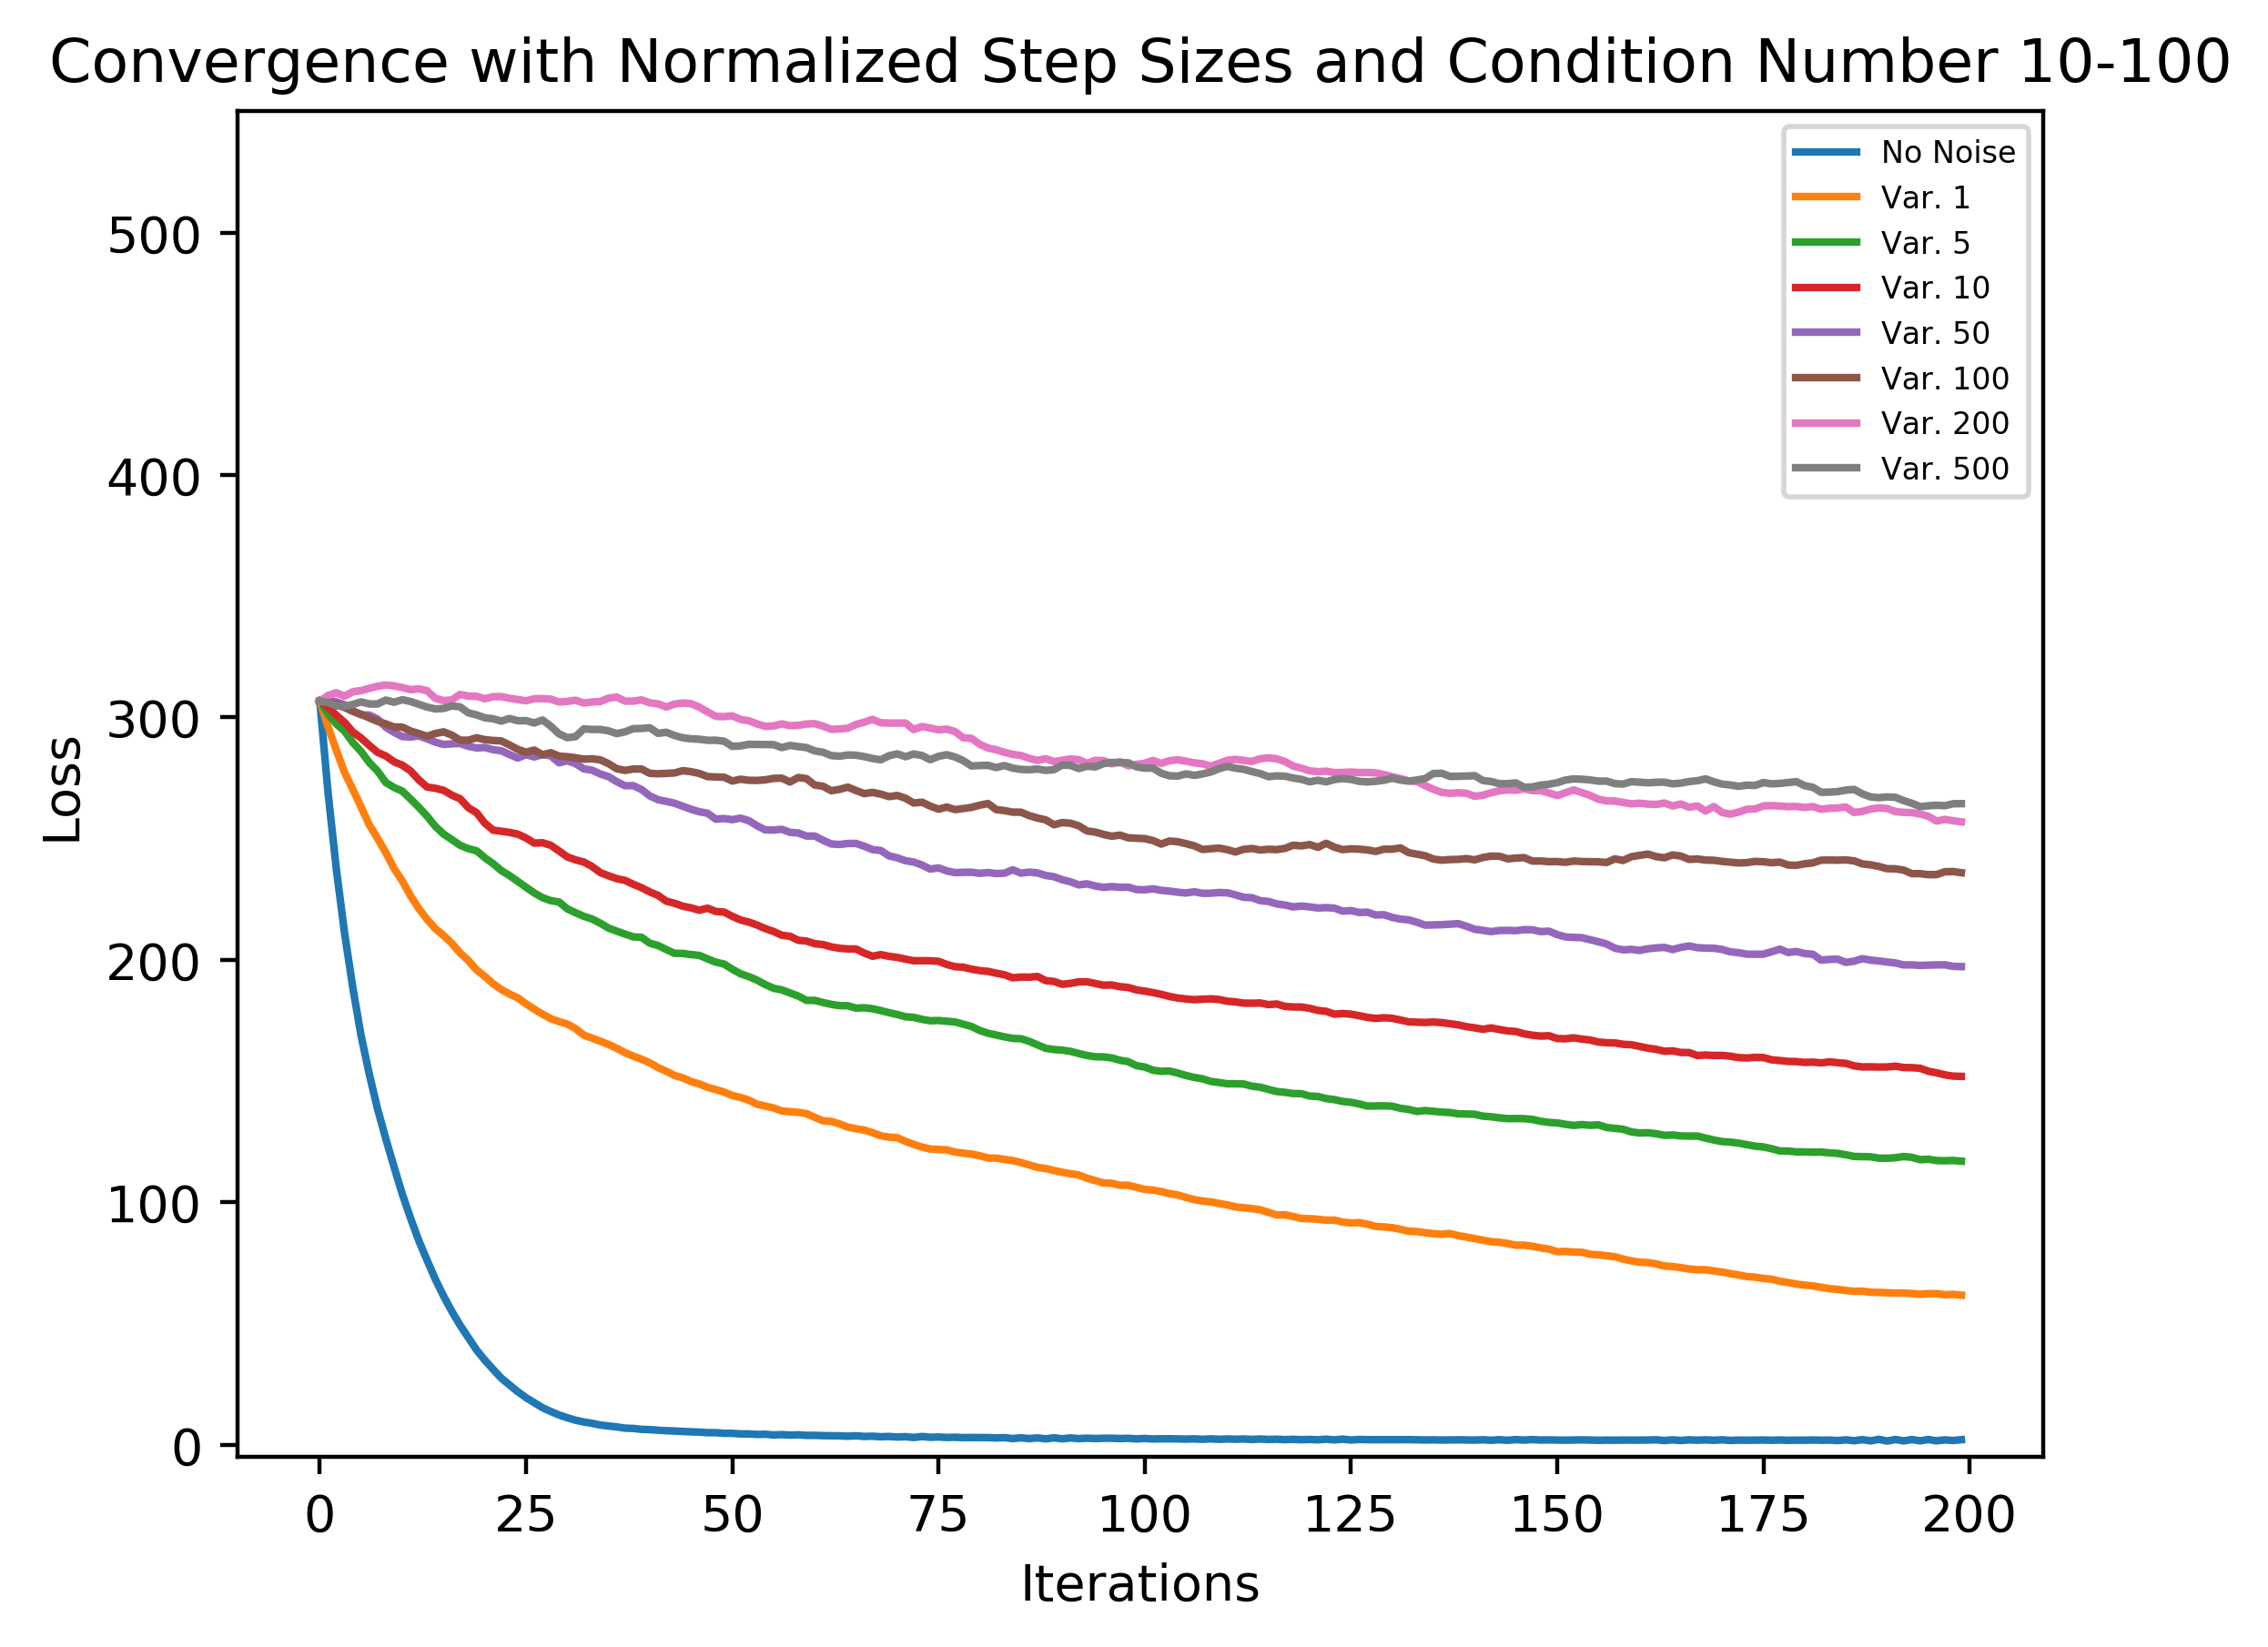 Convergence with Normalized Step Sizes and Condition Number 10-100
No Noise
Var. 1
Var. 5
Var. 10
Var. 50
Var. 100
Var. 200
Var. 500
500
400
300
200
100
0
Loss
0 25 50 75 100 125 150 175 200
Iterations